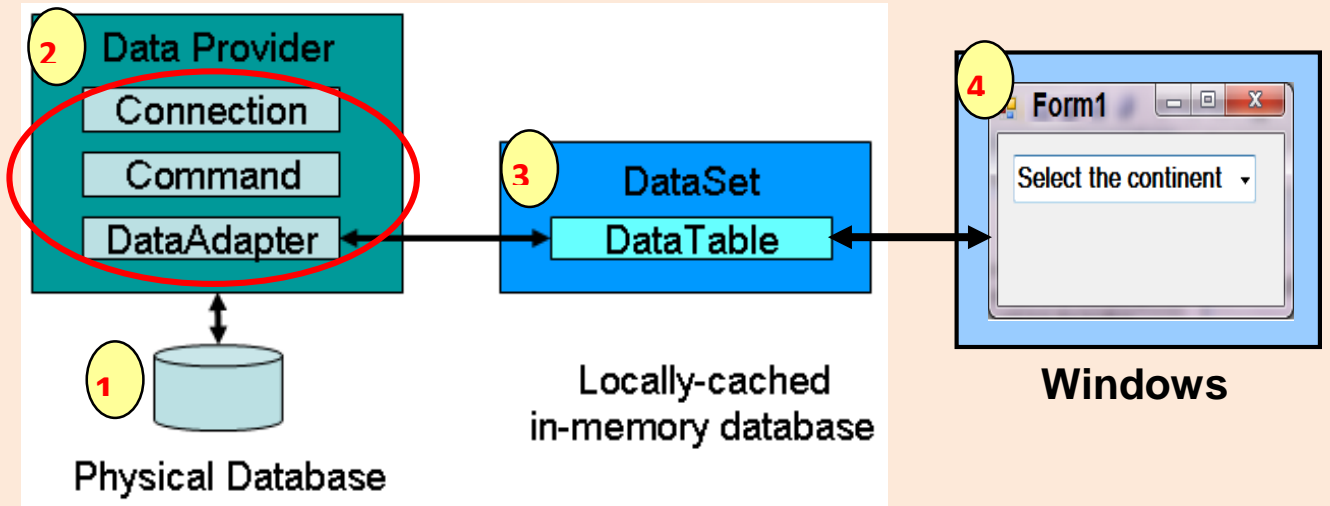 2
Data Provider
Connection
Command
DataAdapter
1
Physical Database
3
DataSet
DataTable
Locally-cached
in-memory database
4
Form1
Select the continent
Windows